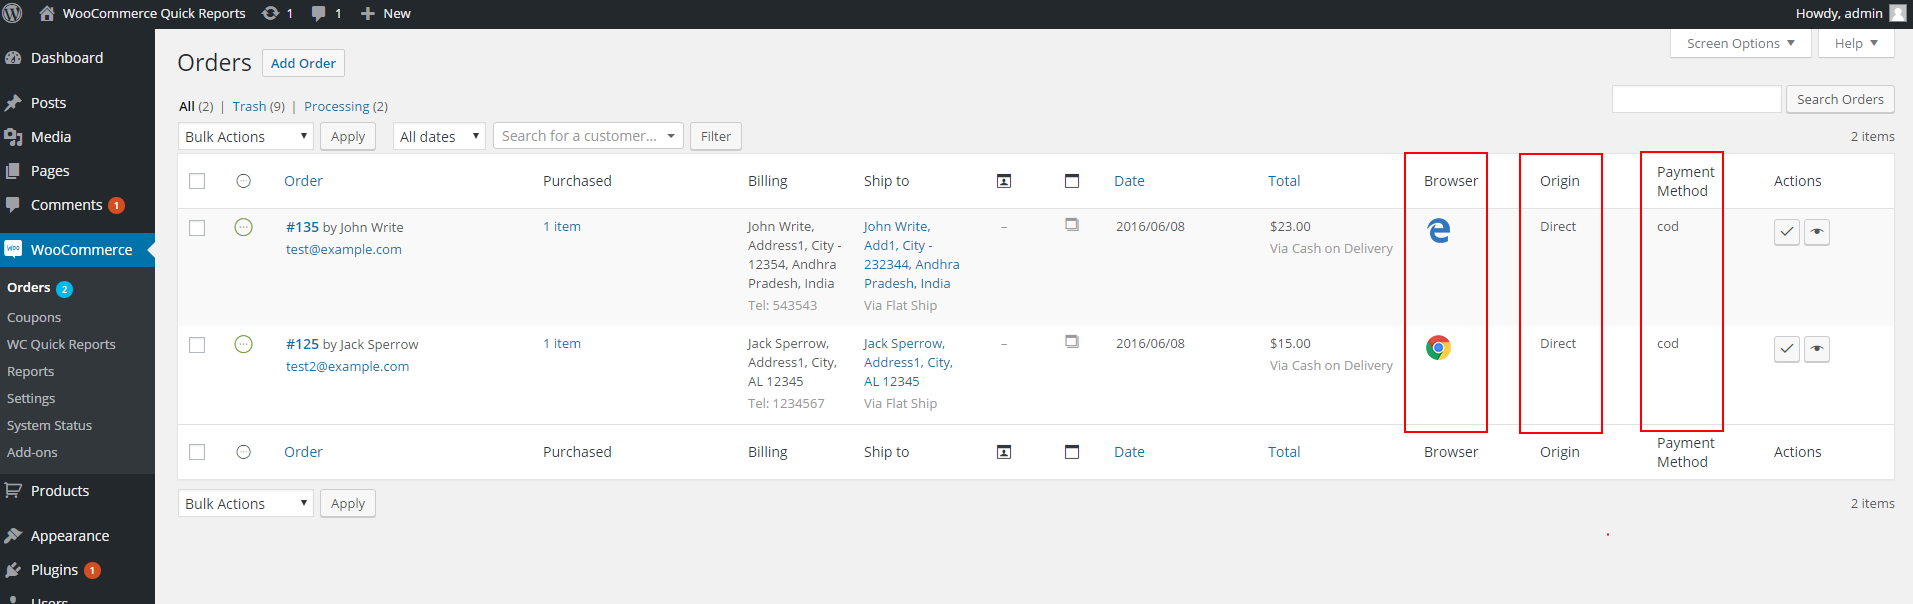 WooCommerce Quick Reports 1 1 New Howdy, admin
Screen Options Help
Dashboard
Posts
Media
Pages
Comments 1
WooCommerce
Orders 2
Coupons
WC Quick Reports
Reports
Settings
System Status
Add-ons
Products
Appearance
Plugins 1
Users
Orders Add Order
All (2) | Trash (9) | Processing (2)
Search Orders
Bulk Actions Apply All dates Search for a customer... Filter 2 items
Order Purchased Billing Ship to Date Total Browser Origin Payment Method Actions
#135 by John Write
test@example.com
1 item
John Write,
Address1, City -
12354, Andhra
Pradesh, India
Tel: 543543
John Write,
Add1, City -
232344, Andhra
Pradesh, India
Via Flat Ship
–
2016/06/08
$23.00
Via Cash on Delivery
Direct
cod
#125 by Jack Sperrow
test2@example.com
1 item
Jack Sperrow,
Address1, City,
AL 12345
Tel: 1234567
Jack Sperrow,
Address1, City,
AL 12345
Via Flat Ship
–
2016/06/08
$15.00
Via Cash on Delivery
Direct
cod
Order Purchased Billing Ship to Date Total Browser Origin Payment Method Actions
Bulk Actions Apply 2 items